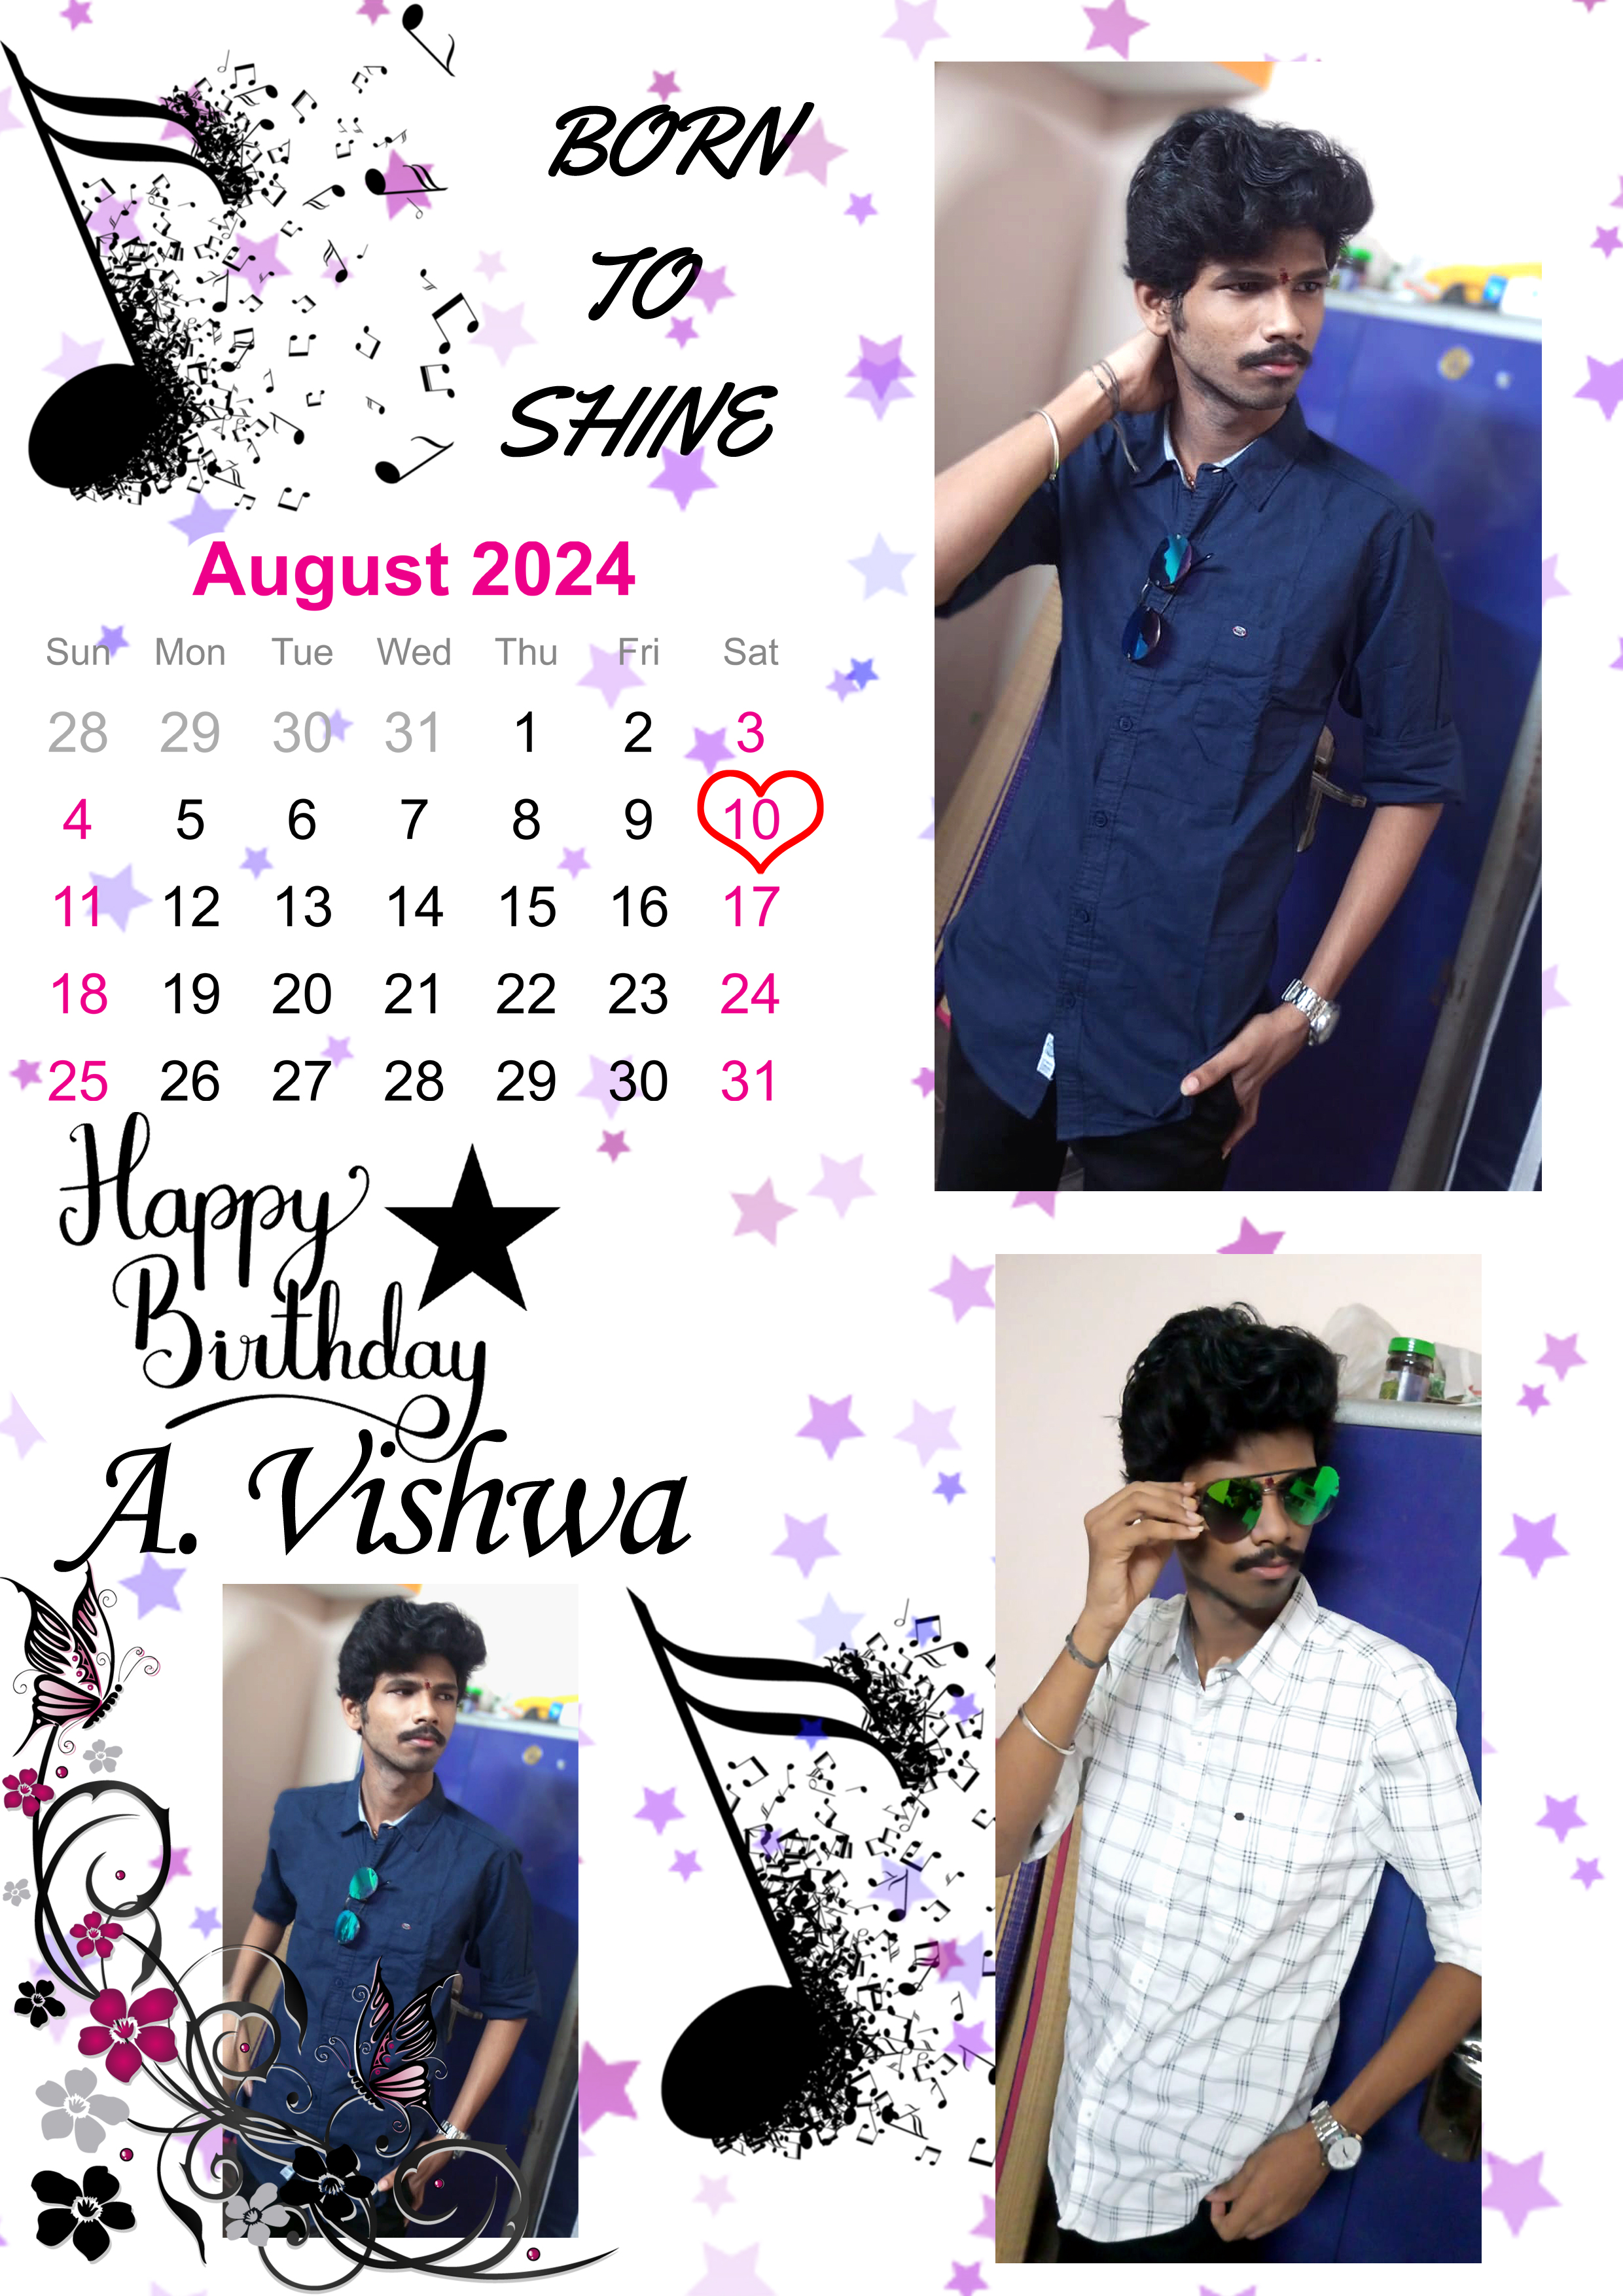 BORN
TO
SHINE
August 2024
Sun Mon Tue Wed Thu Fri Sat
28 29 30 31 1 2 3
4 5 6 7 8 9 10
11 12 13 14 15 16 17
18 19 20 21 22 23 24
25 26 27 28 29 30 31
Happy
Birthday
A. Vishwa